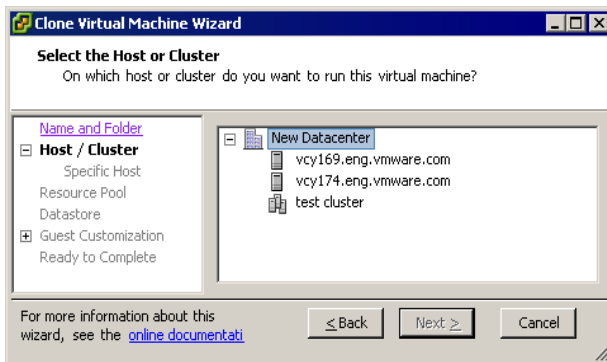 Clone Virtual Machine Wizard
Select the Host or Cluster
On which host or cluster do you want to run this virtual machine?
Name and Folder
Host / Cluster
Specific Host
Resource Pool
Datastore
Guest Customization
Ready to Complete
New Datacenter
vcy169.eng.vmware.com
vcy174.eng.vmware.com
test cluster
For more information about this
wizard, see the online documentati
< Back
Next >
Cancel